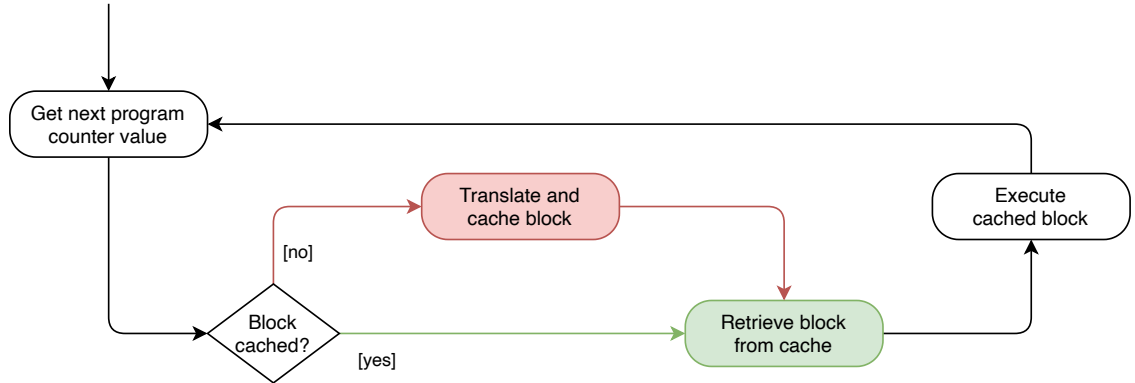 Get next program
counter value
Translate and
cache block
Execute
cached block
[no]
Block
cached?
[yes]
Retrieve block
from cache